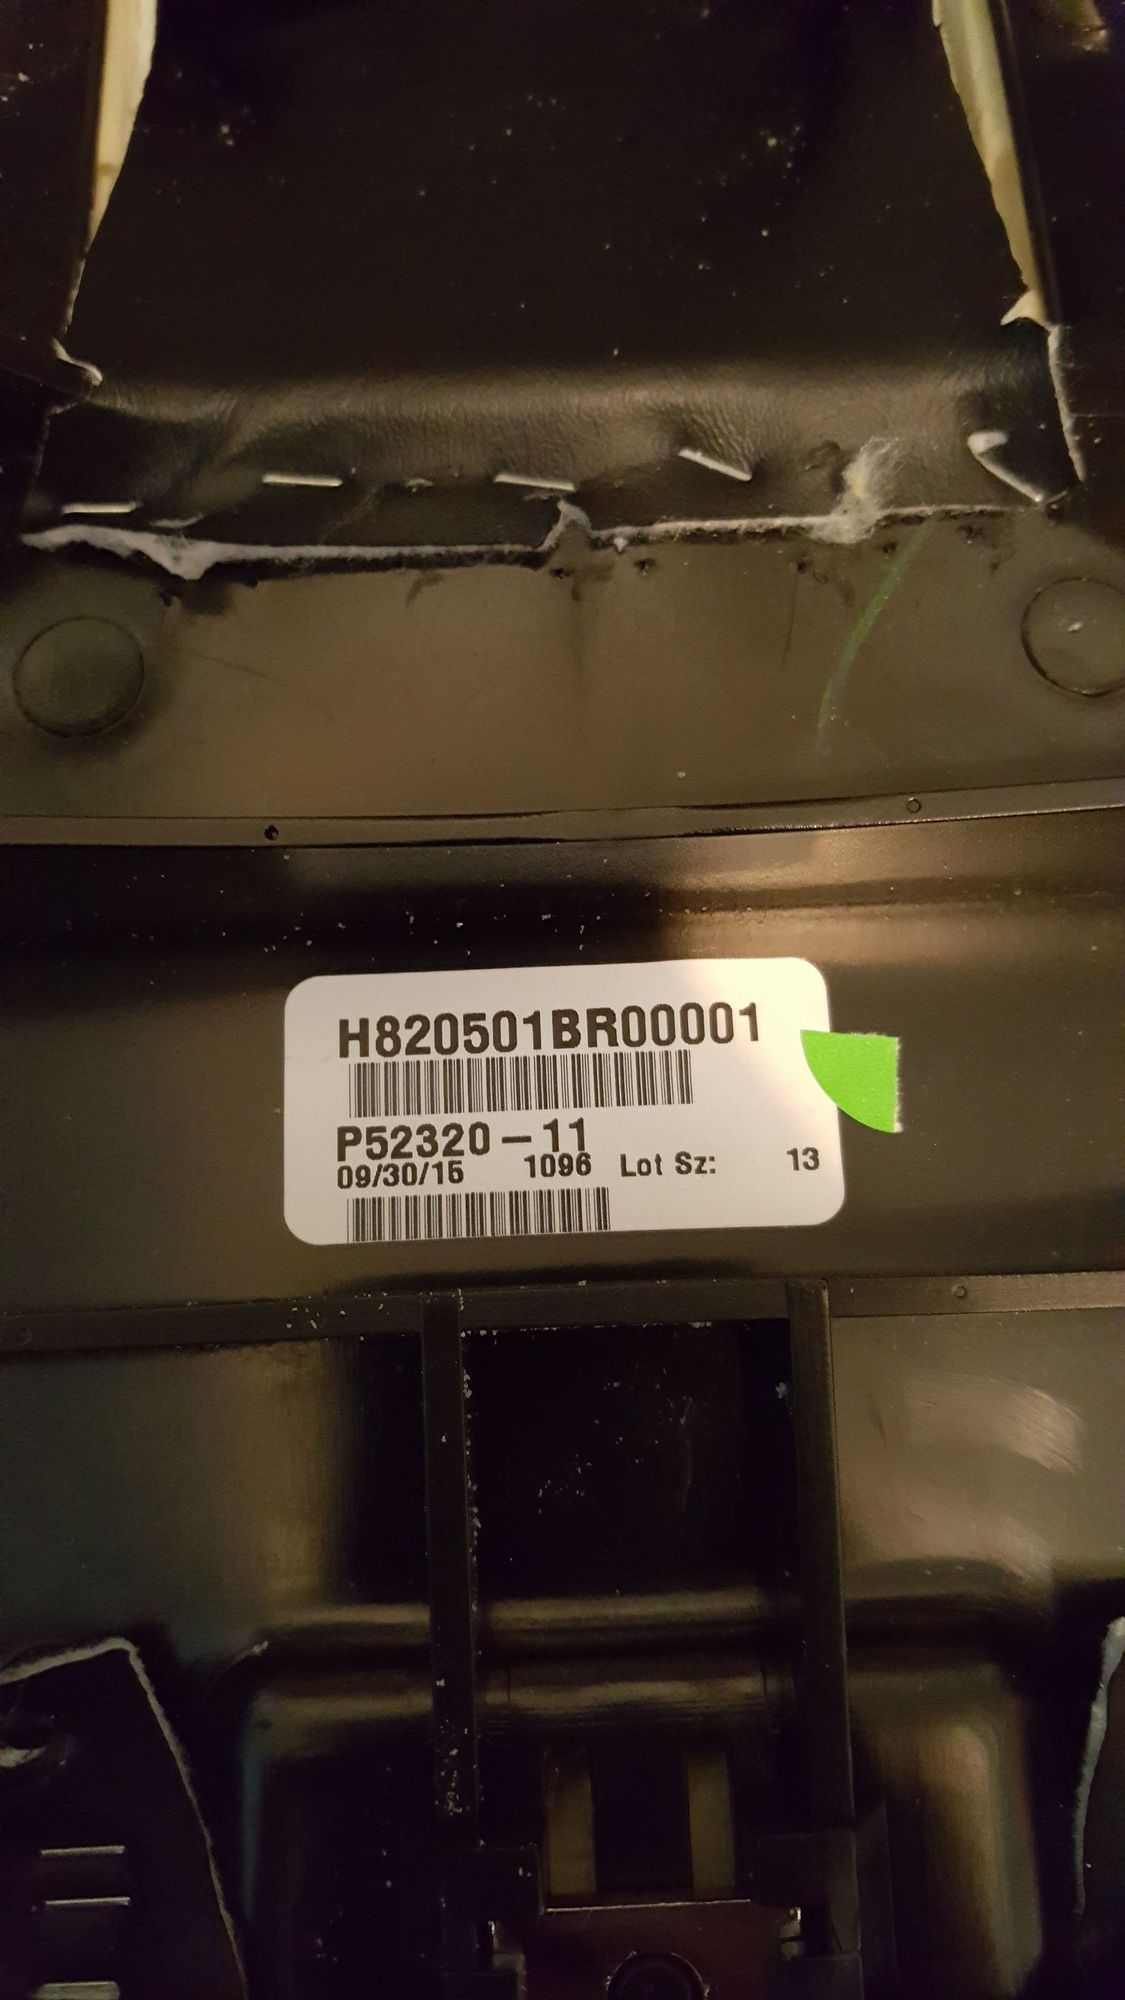 H820501BR00001
P52320-11
09/30/15 1096 Lot Sz: 13